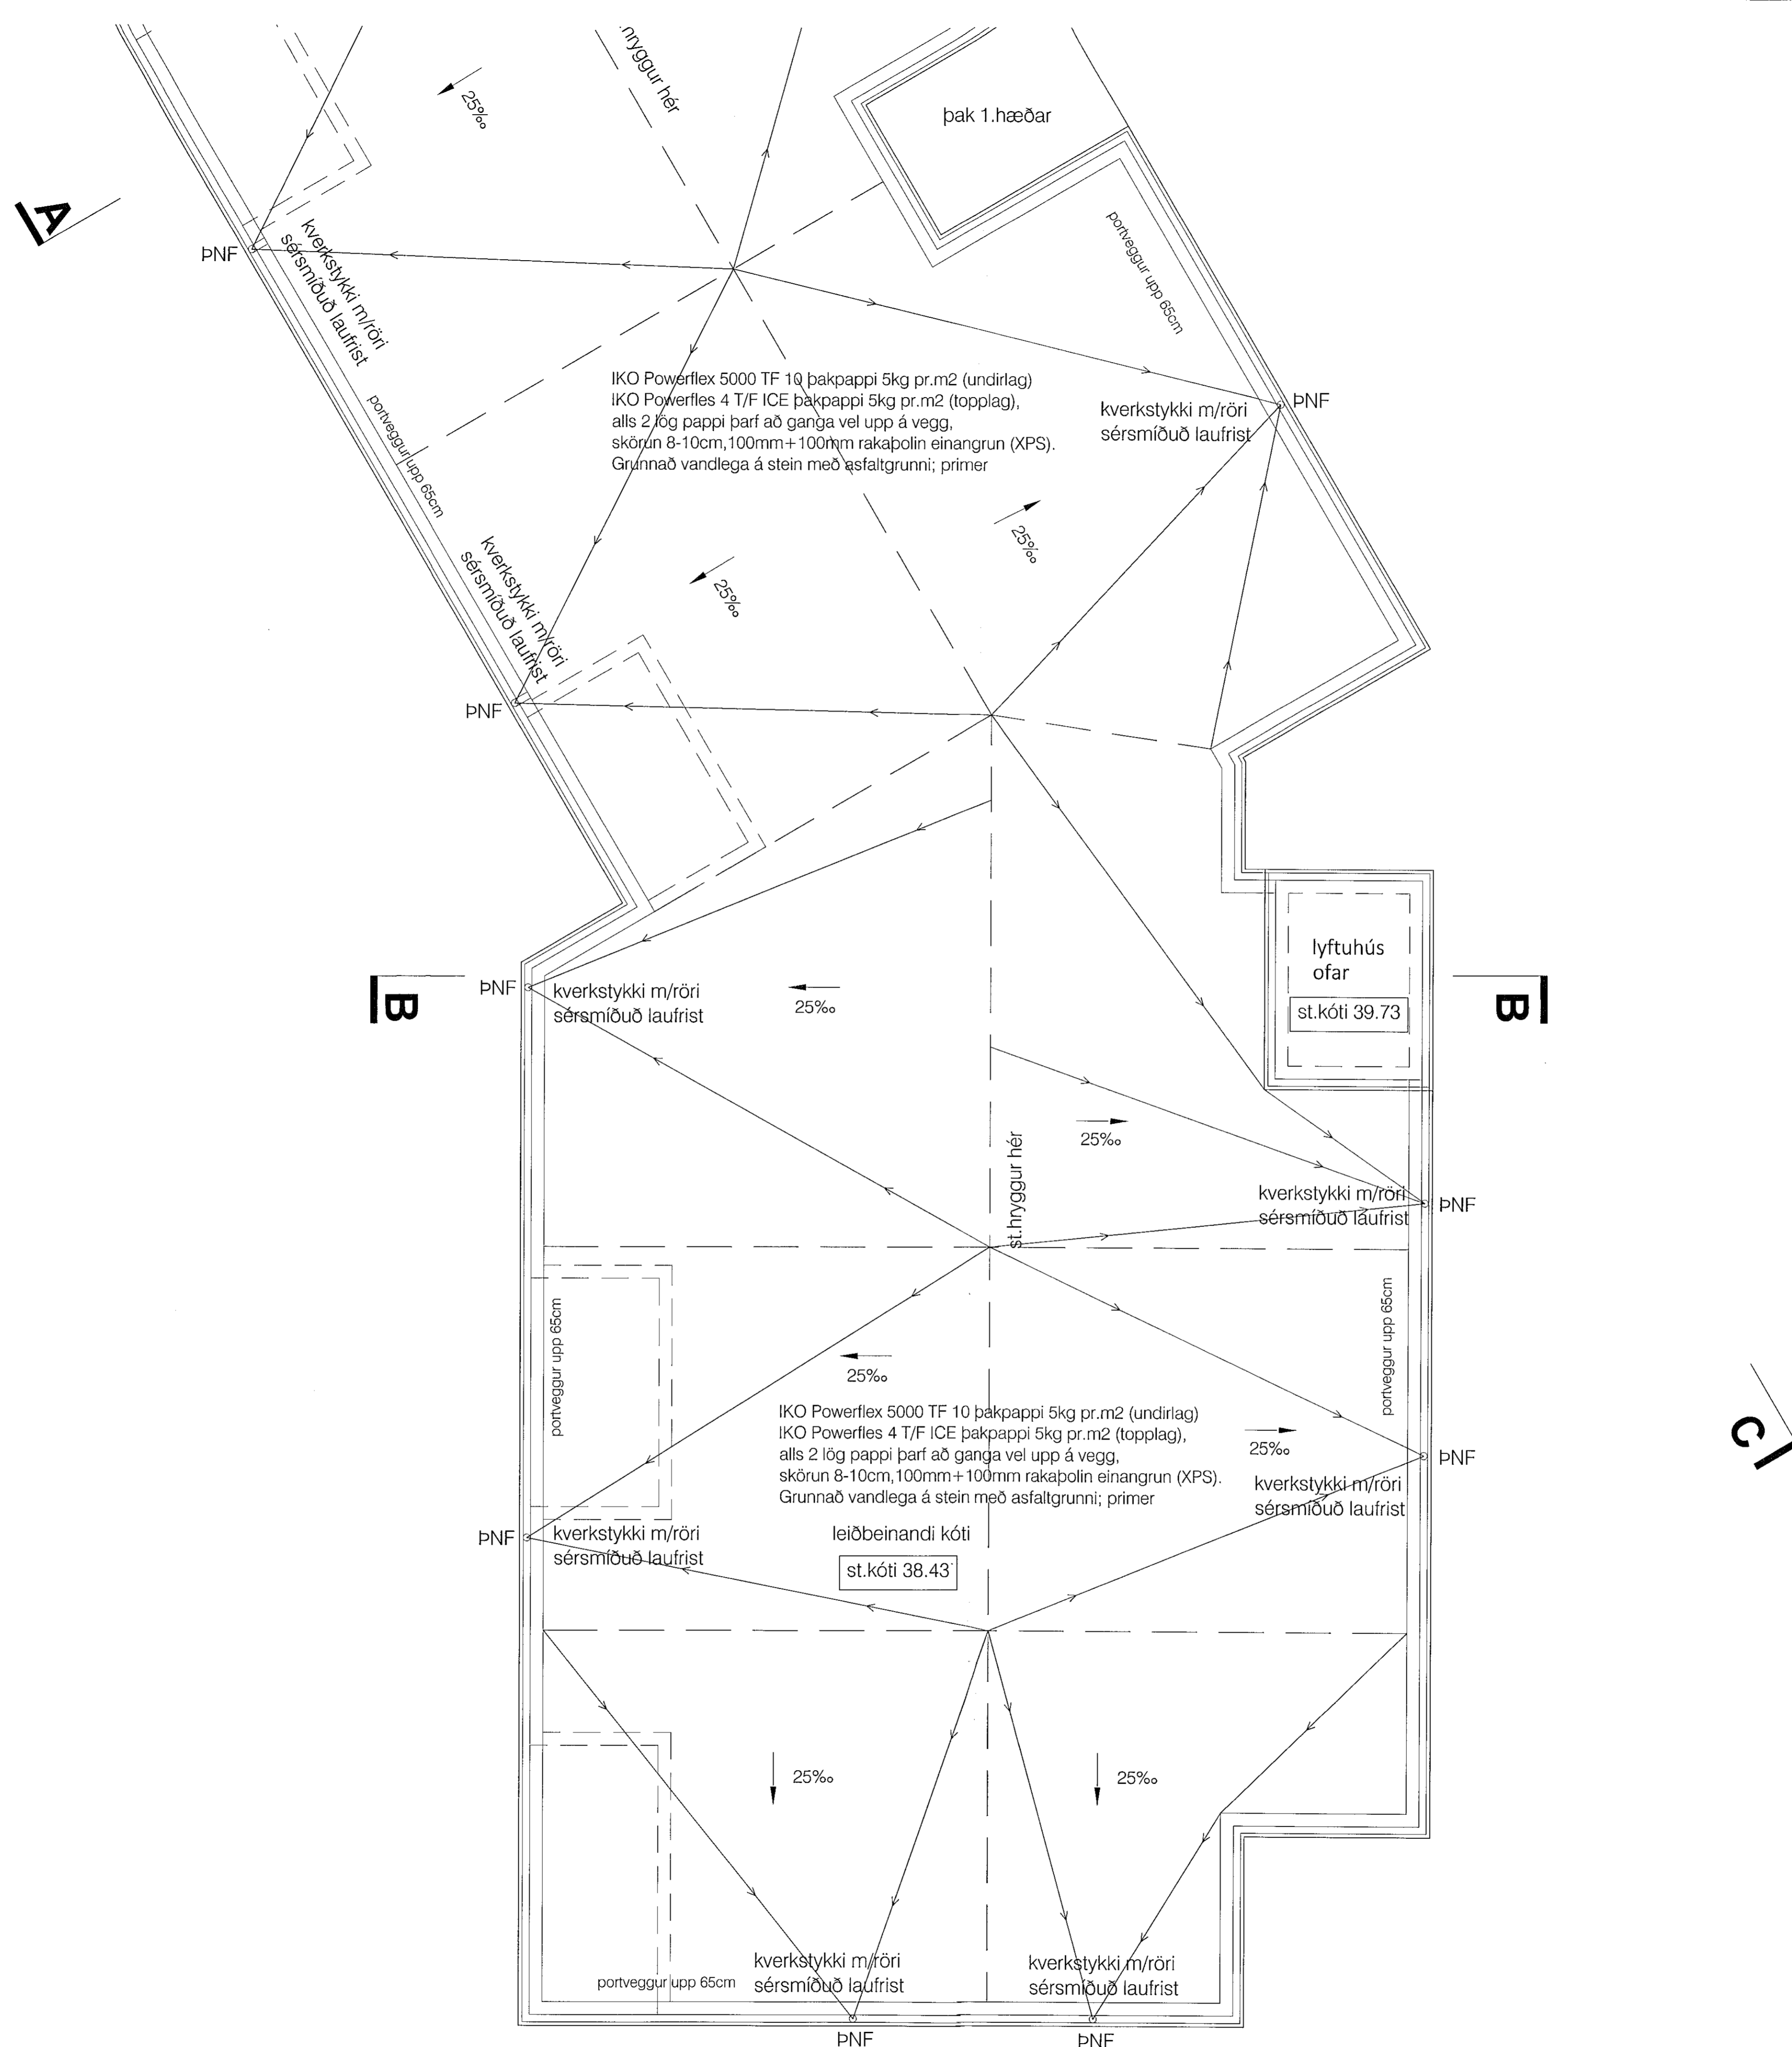 hryggur hér
25‰
þak 1.hæðar
A
ÞNF
kverkstykki m/röri
sérsmíðuð laufrist
portveggur upp 65cm
portveggur upp 65cm
IKO Powerflex 5000 TF 10 þakpappi 5kg pr.m2 (undirlag)
IKO Powerfles 4 T/F ICE þakpappi 5kg pr.m2 (topplag),
alls 2 lög pappi þarf að ganga vel upp á vegg,
skörun 8-10cm,100mm+100mm rakaþolin einangrun (XPS).
Grunnað vandlega á stein með asfaltgrunni; primer
kverkstykki m/röri
sérsmíðuð laufrist
ÞNF
25‰
25‰
kverkstykki m/röri
sérsmíðuð laufrist
ÞNF
lyftuhús
ofar
st.kóti 39.73
B
ÞNF
kverkstykki m/röri
sérsmíðuð laufrist
25‰
B
25‰
st.hryggur hér
kverkstykki m/röri
sérsmíðuð laufrist
ÞNF
portveggur upp 65cm
portveggur upp 65cm
25‰
IKO Powerflex 5000 TF 10 þakpappi 5kg pr.m2 (undirlag)
IKO Powerfles 4 T/F ICE þakpappi 5kg pr.m2 (topplag),
alls 2 lög pappi þarf að ganga vel upp á vegg,
skörun 8-10cm,100mm+100mm rakaþolin einangrun (XPS).
Grunnað vandlega á stein með asfaltgrunni; primer
25‰
ÞNF
kverkstykki m/röri
sérsmíðuð laufrist
C
ÞNF
kverkstykki m/röri
sérsmíðuð laufrist
leiðbeinandi kóti
st.kóti 38.43
25‰
25‰
portveggur upp 65cm
kverkstykki m/röri
sérsmíðuð laufrist
kverkstykki m/röri
sérsmíðuð laufrist
ÞNF
ÞNF